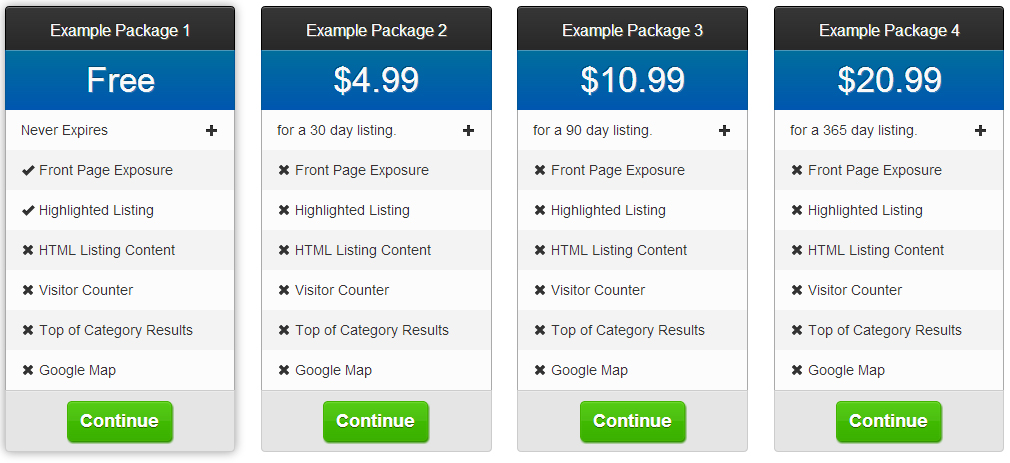 Example Package 1
Free
Never Expires
Front Page Exposure
Highlighted Listing
HTML Listing Content
Visitor Counter
Top of Category Results
Google Map
Continue
Example Package 2
$4.99
for a 30 day listing.
Front Page Exposure
Highlighted Listing
HTML Listing Content
Visitor Counter
Top of Category Results
Google Map
Continue
Example Package 3
$10.99
for a 90 day listing.
Front Page Exposure
Highlighted Listing
HTML Listing Content
Visitor Counter
Top of Category Results
Google Map
Continue
Example Package 4
$20.99
for a 365 day listing.
Front Page Exposure
Highlighted Listing
HTML Listing Content
Visitor Counter
Top of Category Results
Google Map
Continue